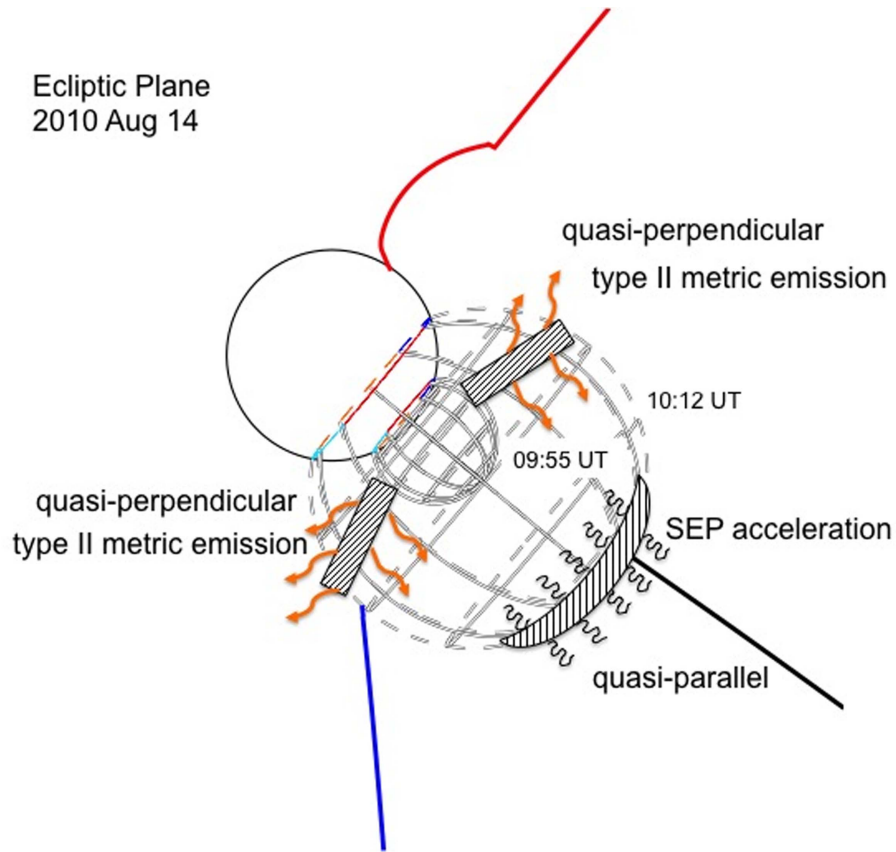 Ecliptic Plane
2010 Aug 14
quasi-perpendicular
type II metric emission
10:12 UT
09:55 UT
quasi-perpendicular
type II metric emission
SEP acceleration
quasi-parallel